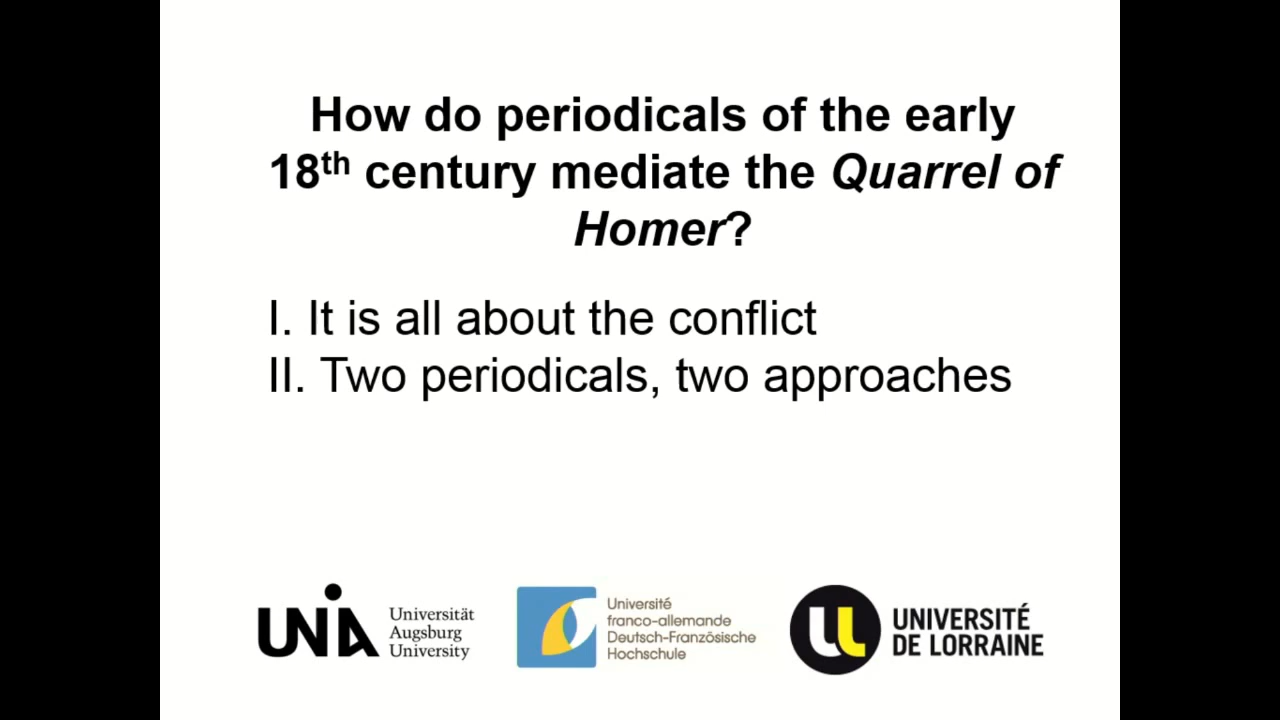 How do periodicals of the early
18th century mediate the Quarrel of
Homer?
I. It is all about the conflict
II. Two periodicals, two approaches
UNIA
Universität
Augsburg
University
Université
franco-allemande
Deutsch-Französische
Hochschule
UNIVERSITÉ
DE LORRAINE